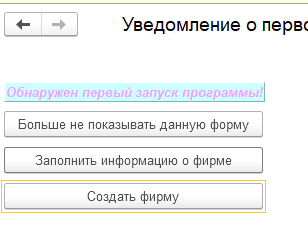 Уведомление о перво
Обнаружен первый запуск программы!
Больше не показывать данную форму
Заполнить информацию о фирме
Создать фирму